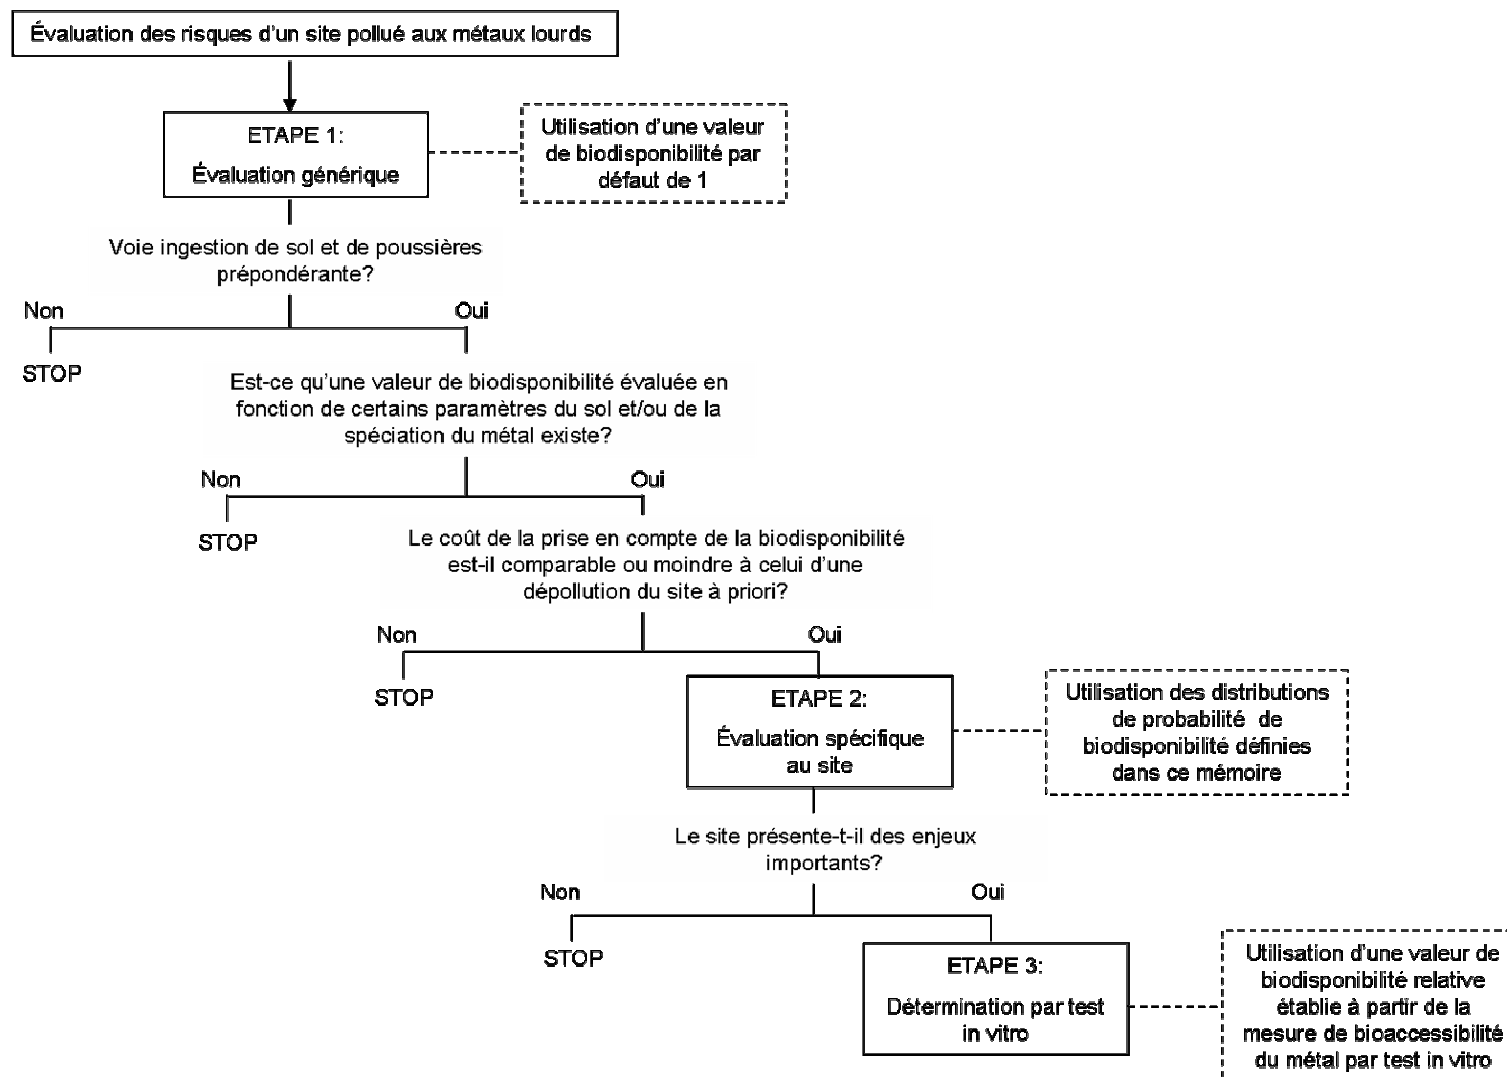 Évaluation des risques d'un site pollué aux métaux lourds
ETAPE 1:
Évaluation générique
Utilisation d'une valeur
de biodisponibilité par
défaut de 1
Voie ingestion de sol et de poussières
prépondérante?
Non
Oui
STOP
Est-ce qu'une valeur de biodisponibilité évaluée en
fonction de certains paramètres du sol et/ou de la
spéciation du métal existe?
Non
Oui
STOP
Le coût de la prise en compte de la biodisponibilité
est-il comparable ou moindre à celui d'une
dépollution du site à priori?
Non
Oui
STOP
ETAPE 2:
Évaluation spécifique
au site
Utilisation des distributions
de probabilité de
biodisponibilité définies
dans ce mémoire
Le site présente-t-il des enjeux
importants?
Non
Oui
STOP
ETAPE 3:
Détermination par test
in vitro
Utilisation d'une valeur de
biodisponibilité relative
établie à partir de la
mesure de bioaccessibilité
du métal par test in vitro